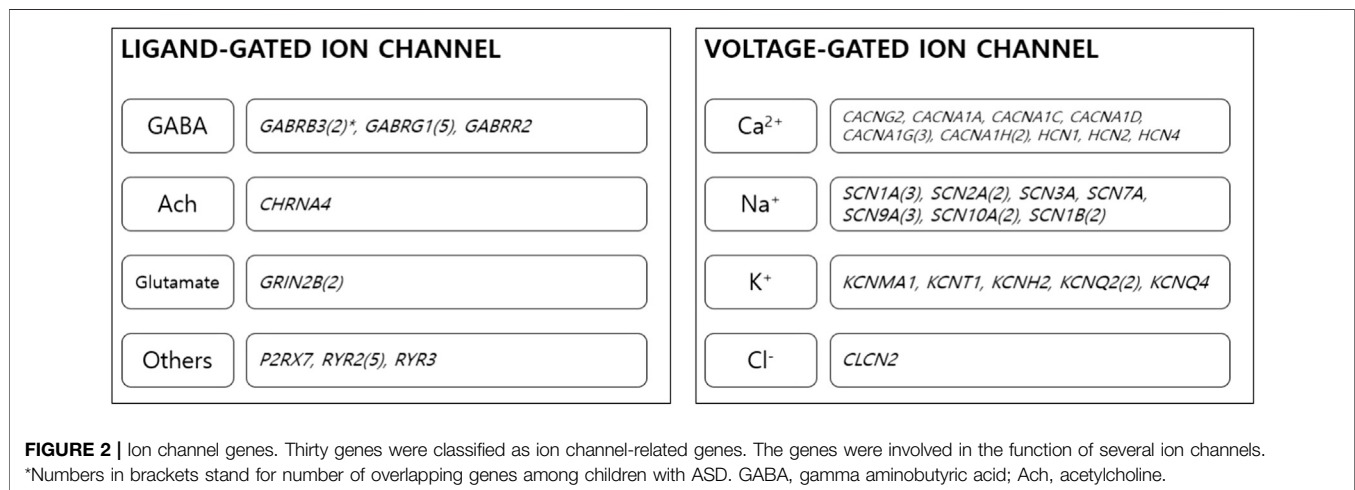 LIGAND-GATED ION CHANNEL
GABA
GABRB3(2)*, GABRG1(5), GABRR2
Ach
CHRNA4
Glutamate
GRIN2B(2)
Others
P2RX7, RYR2(5), RYR3
VOLTAGE-GATED ION CHANNEL
Ca²⁺
CACNG2, CACNA1A, CACNA1C, CACNA1D,
CACNA1G(3), CACNA1H(2), HCN1, HCN2, HCN4
Na⁺
SCN1A(3), SCN2A(2), SCN3A, SCN7A,
SCN9A(3), SCN10A(2), SCN1B(2)
K⁺
KCNMA1, KCNT1, KCNH2, KCNQ2(2), KCNQ4
Cl⁻
CLCN2
FIGURE 2 | Ion channel genes. Thirty genes were classified as ion channel-related genes. The genes were involved in the function of several ion channels.
*Numbers in brackets stand for number of overlapping genes among children with ASD. GABA, gamma aminobutyric acid; Ach, acetylcholine.